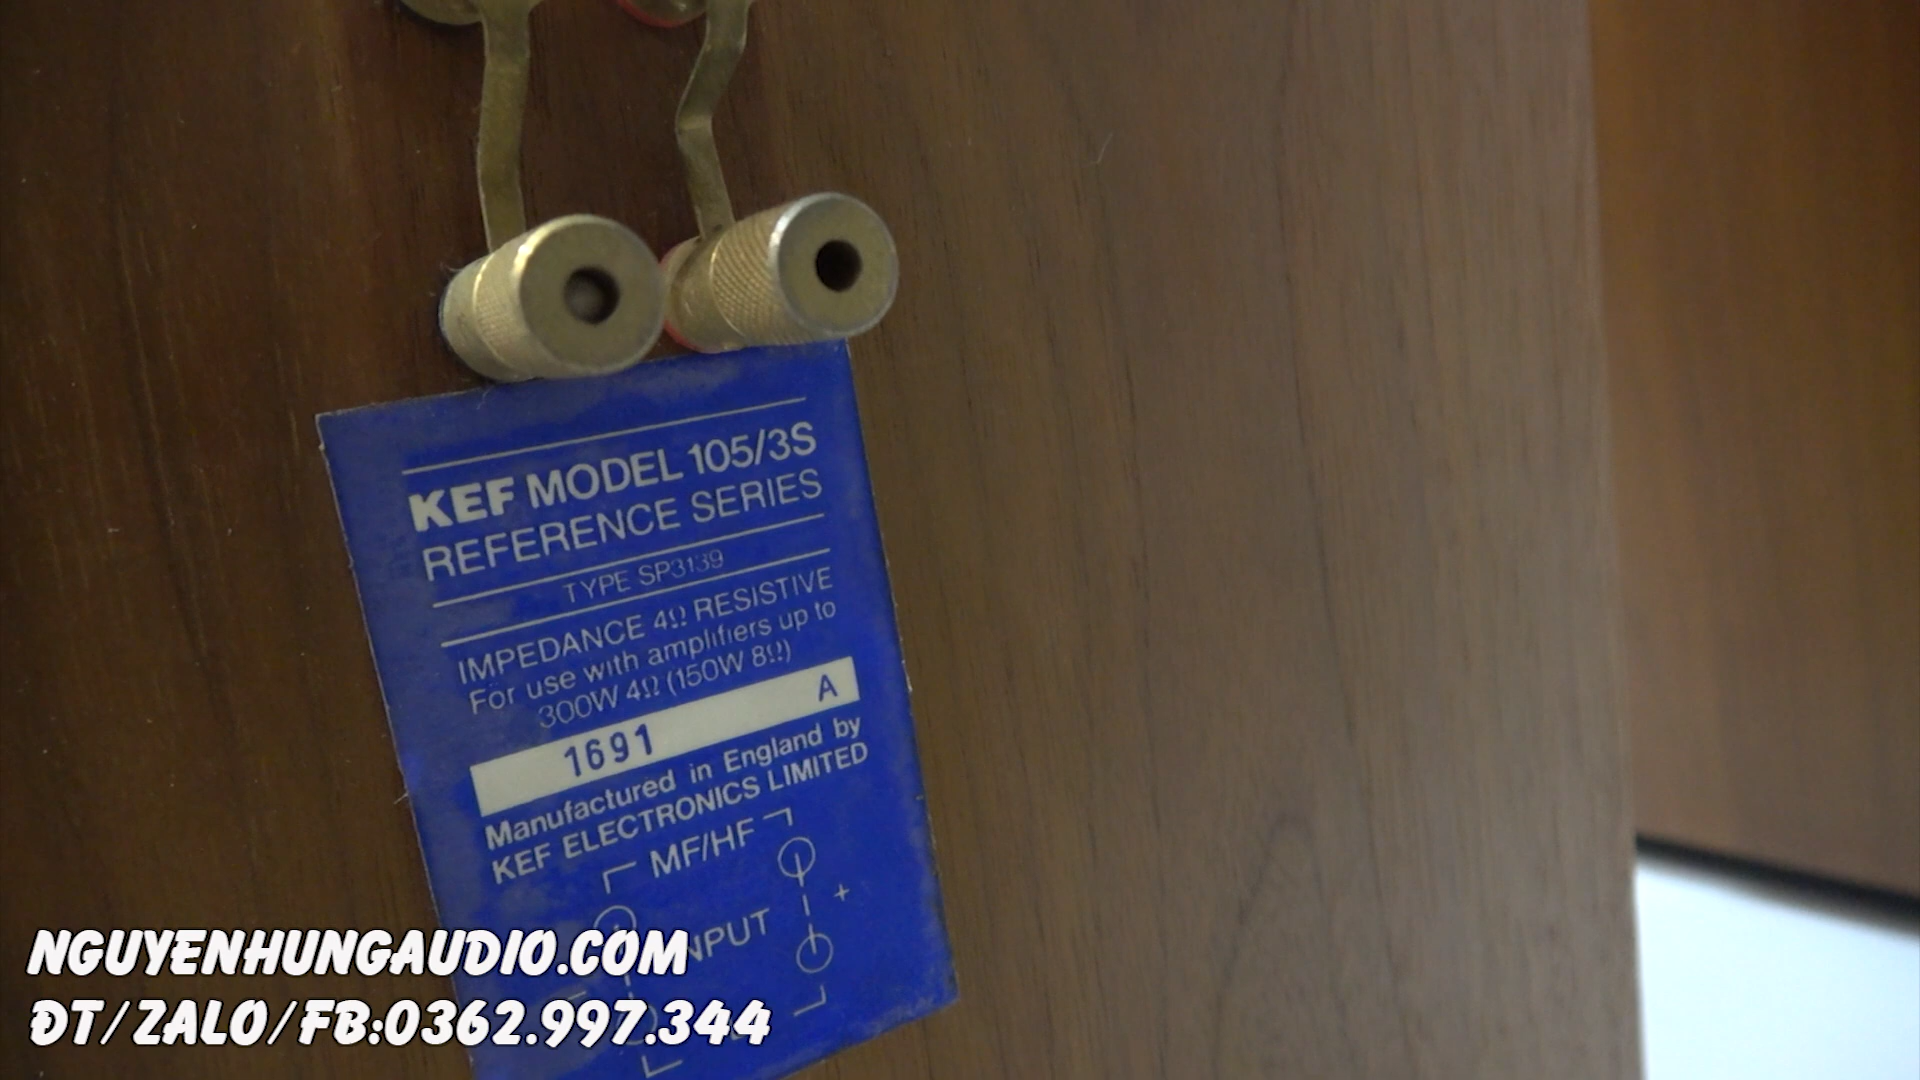 KEF MODEL 105/3S
REFERENCE SERIES
TYPE SP3139
IMPEDANCE 4Ω RESISTIVE
For use with amplifiers up to
300W 4Ω (150W 8Ω)
1691 A
Manufactured in England by
KEF ELECTRONICS LIMITED
MF/HF
+
NGUYENHUNGAUDIO.COM
ĐT/ZALO/FB:0362.997.344